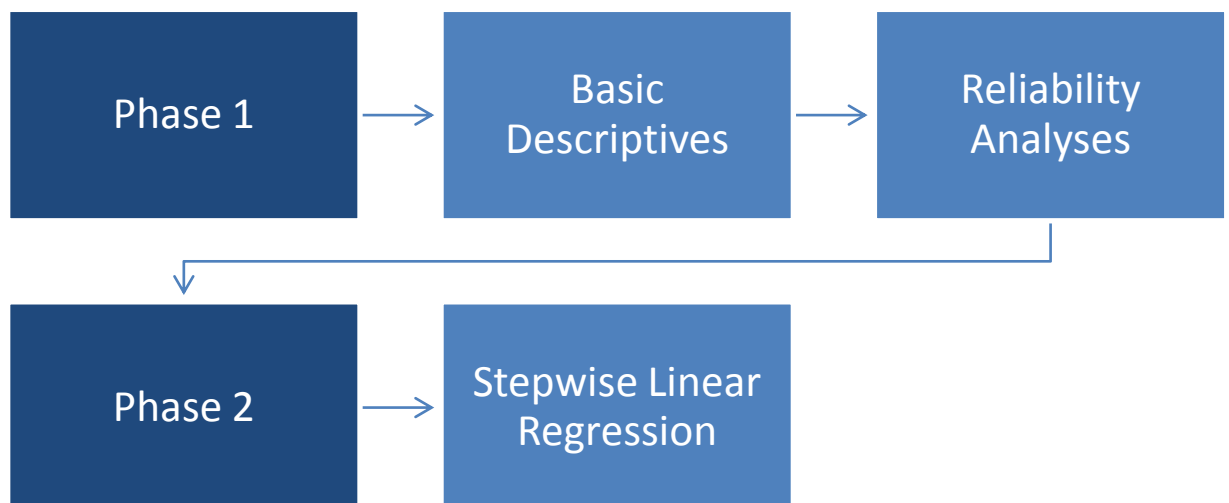 Phase 1
Basic
Descriptives
Reliability
Analyses
Phase 2
Stepwise Linear
Regression